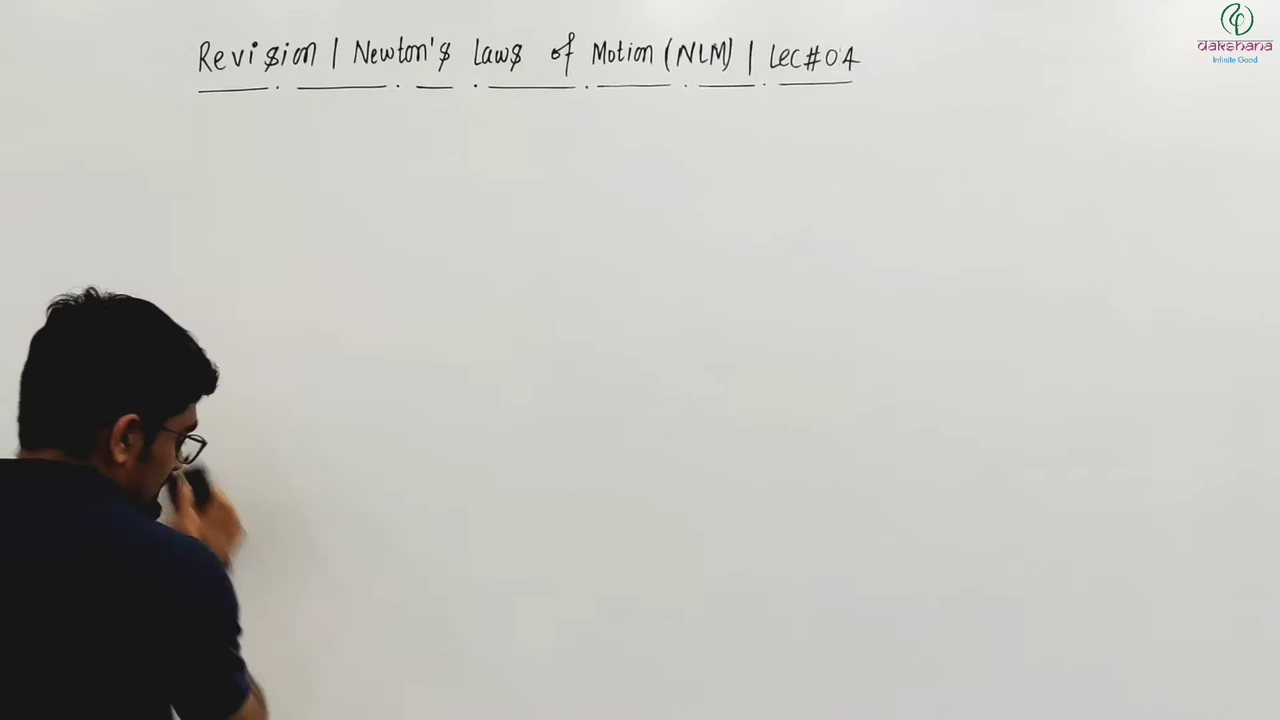 Revision | Newton's Laws of Motion (NLM) | Lec#04
dakshana
Infinite Good